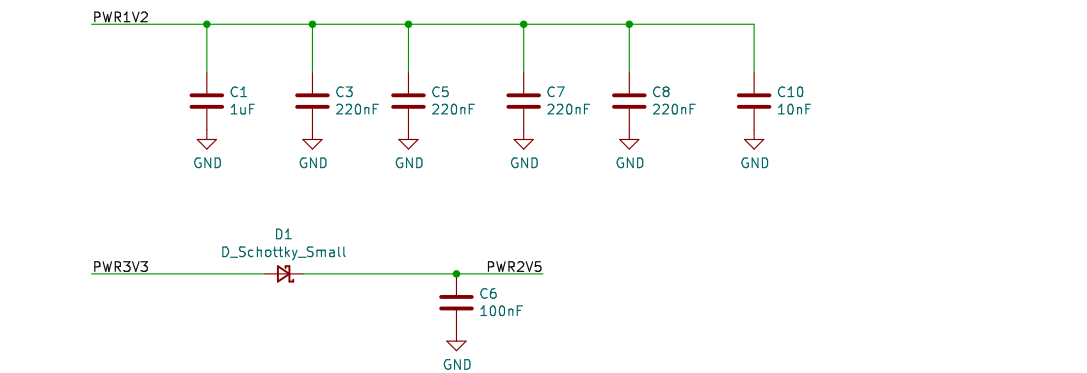 PWR1V2
C1
1uF
C3
220nF
C5
220nF
C7
220nF
C8
220nF
C10
10nF
GND
GND
GND
GND
GND
GND
D1
D_Schottky_Small
PWR3V3
PWR2V5
C6
100nF
GND